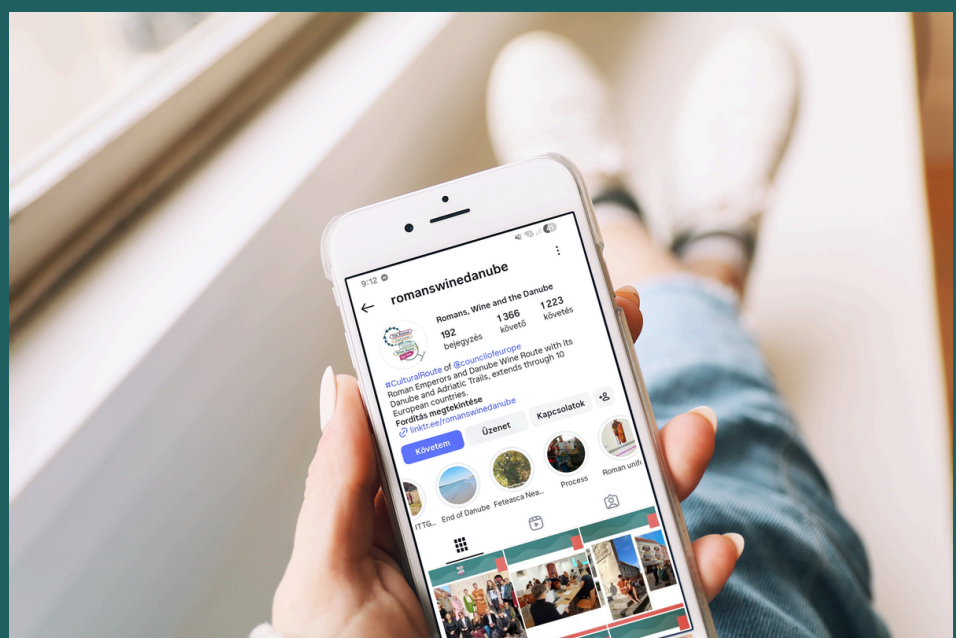 9:12
romanswinedanube
Romans, Wine and the Danube
192 1 366 1 223
bejegyzés követő követés
#CulturalRoute of @councilofeurope
Roman Emperors and Danube Wine Route with its
Danube and Adriatic Trails, extends through 10
European countries.
Fordítás megtekintése
linktr.ee/romanswinedanube
Követem Üzenet Kapcsolatok
ITTG... End of Danube Feteasca Nea... Process Roman unif